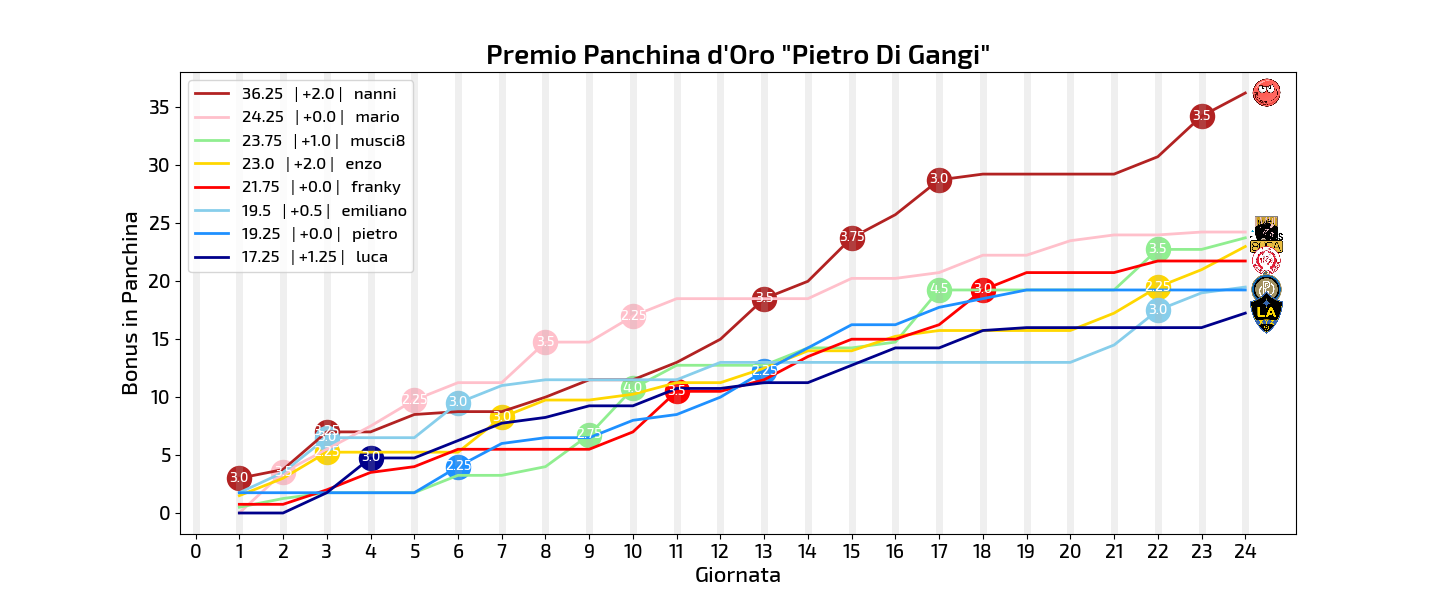 Premio Panchina d'Oro "Pietro Di Gangi"
36.25 | +2.0 | nanni
24.25 | +0.0 | mario
23.75 | +1.0 | musci8
23.0 | +2.0 | enzo
21.75 | +0.0 | franky
19.5 | +0.5 | emiliano
19.25 | +0.0 | pietro
17.25 | +1.25 | luca
Bonus in Panchina
35
30
25
20
15
10
5
0
3.0
3.5
2.25
3.0
2.25
3.0
2.25
3.0
3.5
2.75
4.0
2.25
3.5
3.5
2.25
3.75
3.0
4.5
3.0
3.5
2.25
3.0
3.5
LA
0 1 2 3 4 5 6 7 8 9 10 11 12 13 14 15 16 17 18 19 20 21 22 23 24
Giornata